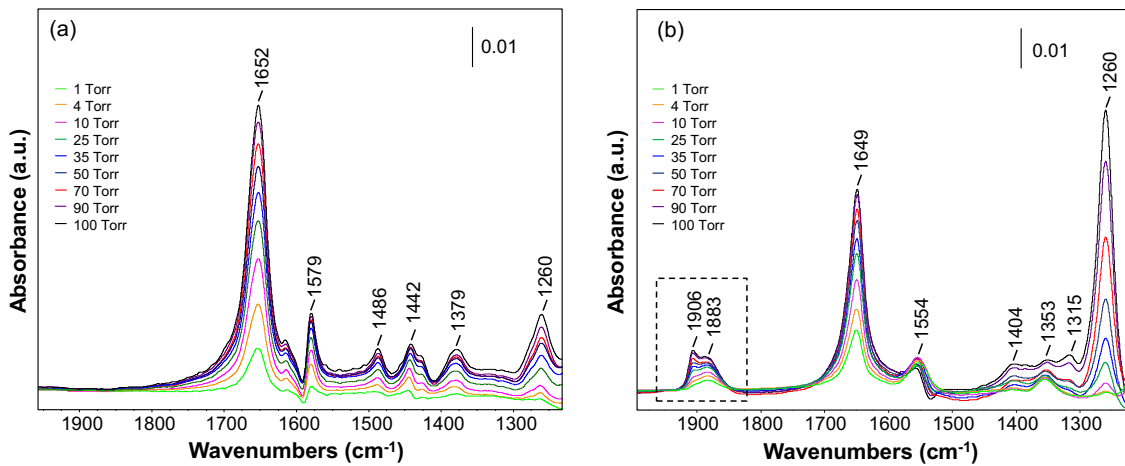 (a)
0.01
1652
1 Torr
4 Torr
10 Torr
25 Torr
35 Torr
50 Torr
70 Torr
90 Torr
100 Torr
1579
1486
1442
1379
1260
Absorbance (a.u.)
1900 1800 1700 1600 1500 1400 1300
Wavenumbers (cm-1)
(b)
0.01
1260
1 Torr
4 Torr
10 Torr
25 Torr
35 Torr
50 Torr
70 Torr
90 Torr
100 Torr
1649
1906
1883
1554
1404
1353
1315
Absorbance (a.u.)
1900 1800 1700 1600 1500 1400 1300
Wavenumbers (cm-1)